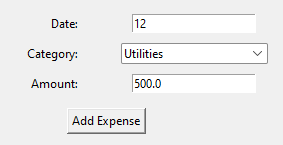 Date: 12
Category: Utilities
Amount: 500.0
Add Expense